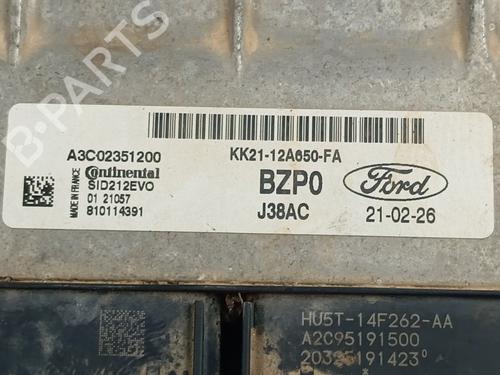 B-PARTS
A3C02351200
KK21-12A650-FA
MADE IN FRANCE
Continental
SID212EVO
01 21057
810114391
BZP0
J38AC
Ford
21-02-26
HU5T-14F262-AA
A2C95191500
203251914230